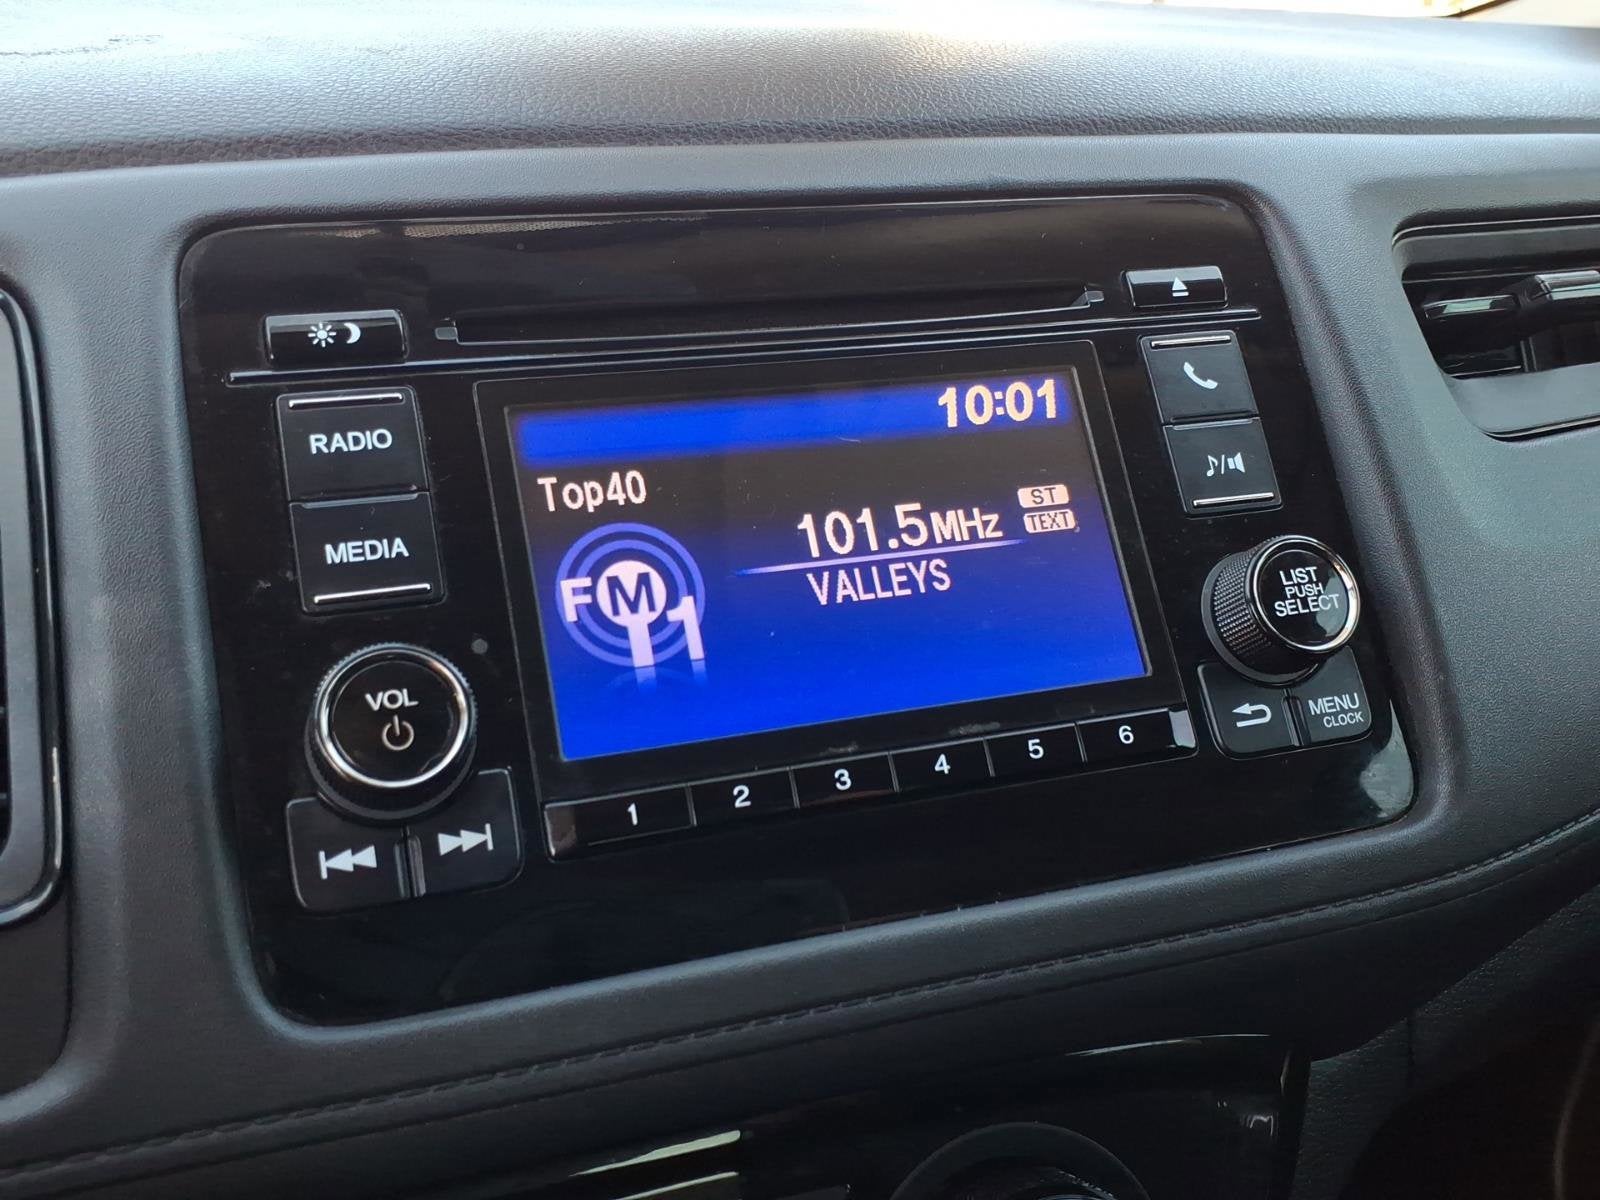 10:01
Top40
101.5MHz
ST
TEXT
VALLEYS
FM
1
RADIO
MEDIA
VOL
LIST
PUSH
SELECT
MENU
CLOCK
1 2 3 4 5 6